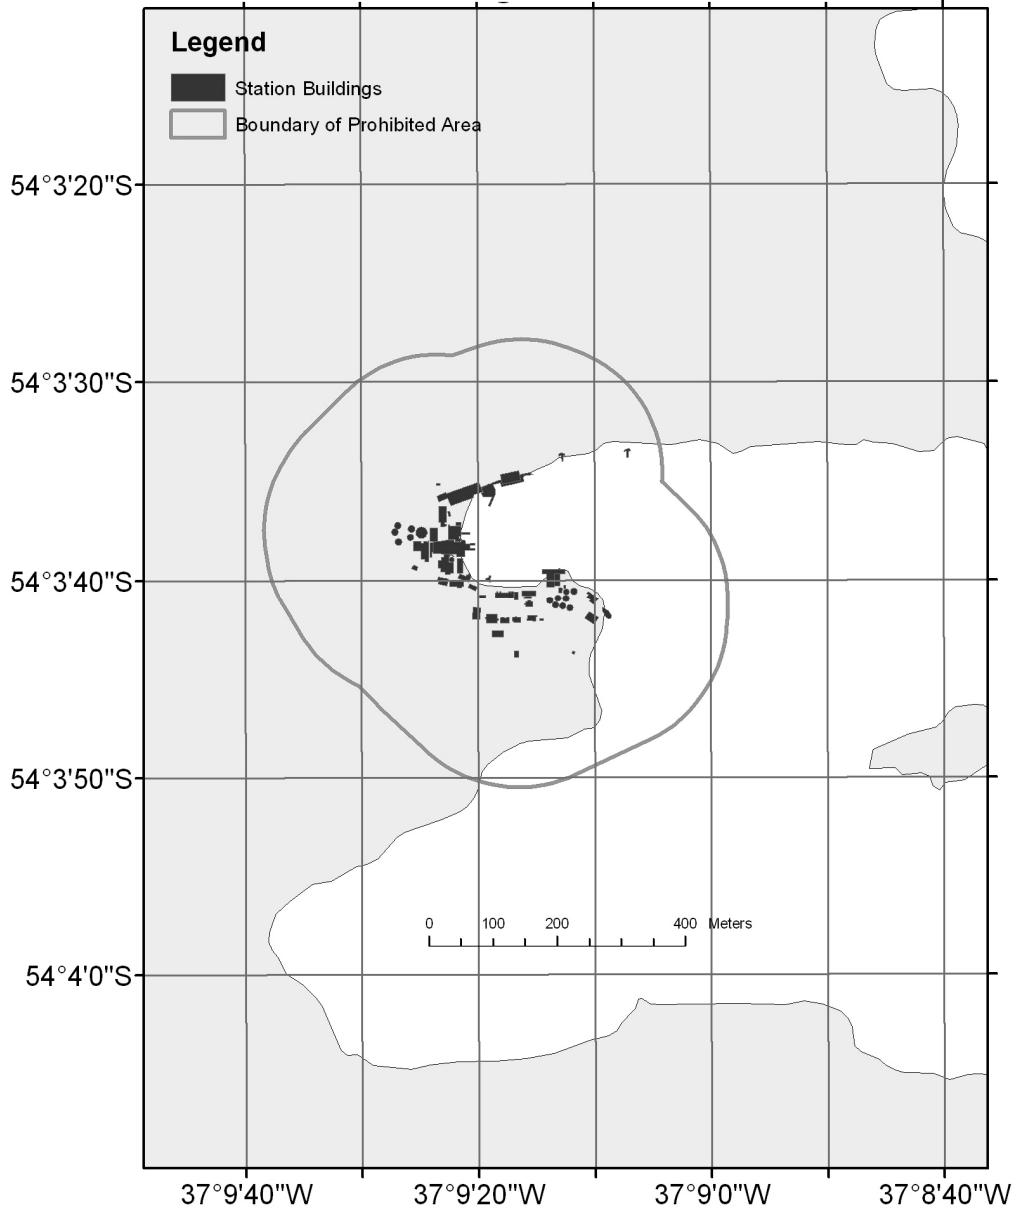 Legend
Station Buildings
Boundary of Prohibited Area
54°3'20"S
54°3'30"S
54°3'40"S
54°3'50"S
0 100 200 400 Meters
54°4'0"S
37°9'40"W 37°9'20"W 37°9'0"W 37°8'40"W